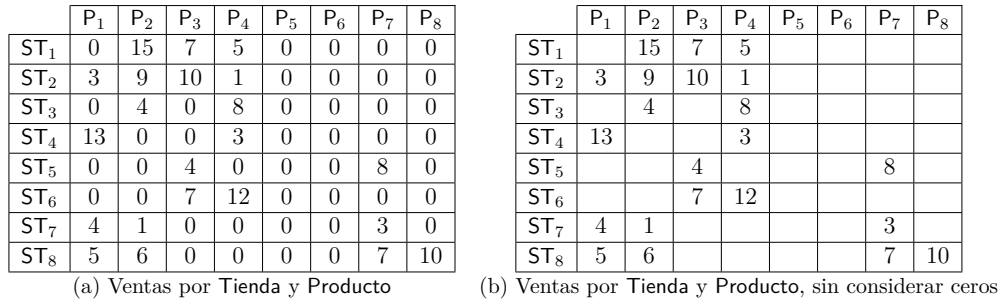 P₁ P₂ P₃ P₄ P₅ P₆ P₇ P₈
ST₁ 0 15 7 5 0 0 0 0
ST₂ 3 9 10 1 0 0 0 0
ST₃ 0 4 0 8 0 0 0 0
ST₄ 13 0 0 3 0 0 0 0
ST₅ 0 0 4 0 0 0 8 0
ST₆ 0 0 7 12 0 0 0 0
ST₇ 4 1 0 0 0 0 3 0
ST₈ 5 6 0 0 0 0 7 10
(a) Ventas por Tienda y Producto
P₁ P₂ P₃ P₄ P₅ P₆ P₇ P₈
ST₁ 15 7 5
ST₂ 3 9 10 1
ST₃ 4 8
ST₄ 13 3
ST₅ 4 8
ST₆ 7 12
ST₇ 4 1 3
ST₈ 5 6 7 10
(b) Ventas por Tienda y Producto, sin considerar ceros